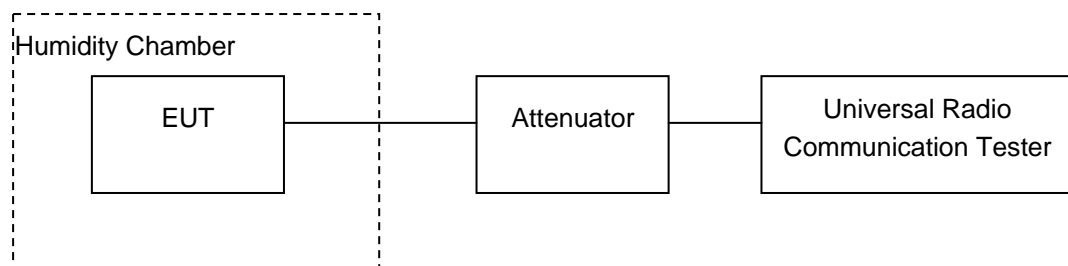 Humidity Chamber
EUT
Attenuator
Universal Radio
Communication Tester